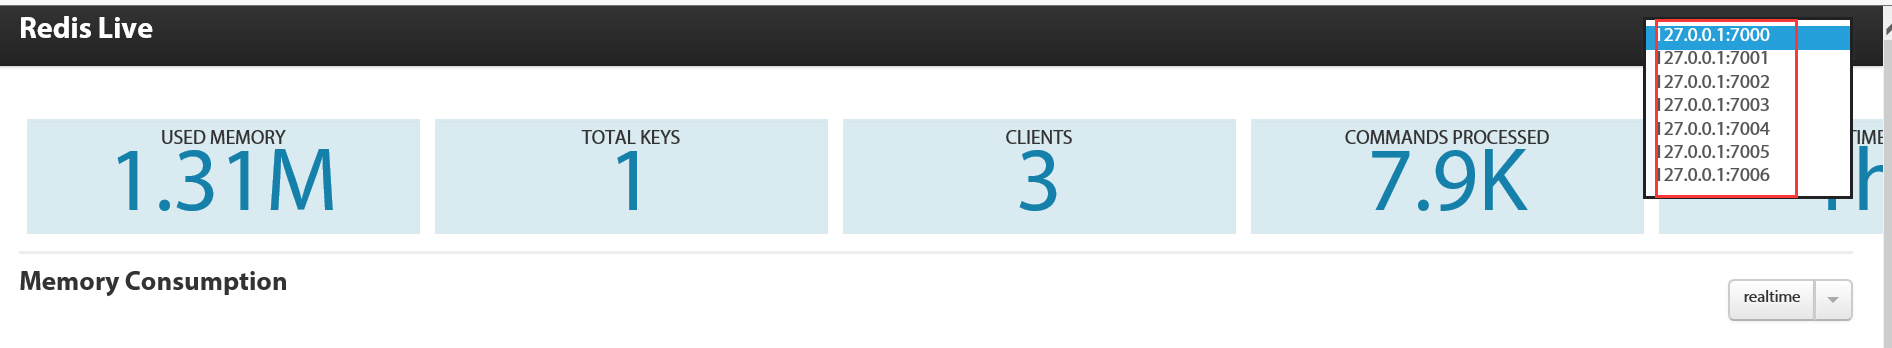 Redis Live
127.0.0.1:7000
127.0.0.1:7001
127.0.0.1:7002
127.0.0.1:7003
127.0.0.1:7004
127.0.0.1:7005
127.0.0.1:7006
USED MEMORY
1.31M
TOTAL KEYS
1
CLIENTS
3
COMMANDS PROCESSED
7.9K
Memory Consumption
realtime